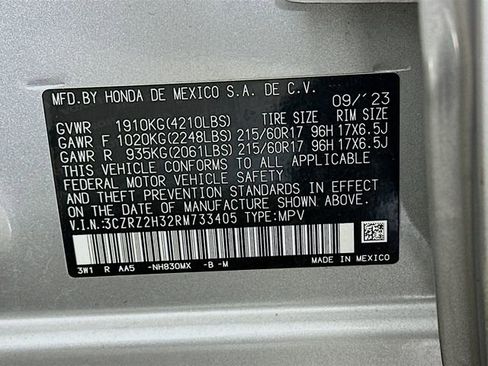 MFD.BY HONDA DE MEXICO S.A. DE C.V.
09/'23
GVWR 1910KG(4210LBS) TIRE SIZE RIM SIZE
GAWR F 1020KG(2248LBS) 215/60R17 96H 17X6.5J
GAWR R 935KG(2061LBS) 215/60R17 96H 17X6.5J
THIS VEHICLE CONFORMS TO ALL APPLICABLE
FEDERAL MOTOR VEHICLE SAFETY
AND THEFT PREVENTION STANDARDS IN EFFECT
ON THE DATE OF MANUFACTURE SHOWN ABOVE.
V.I.N.:3CZRZ2H32RM733405 TYPE:MPV
3W1 R AA5 -NH830MX -B -M MADE IN MEXICO